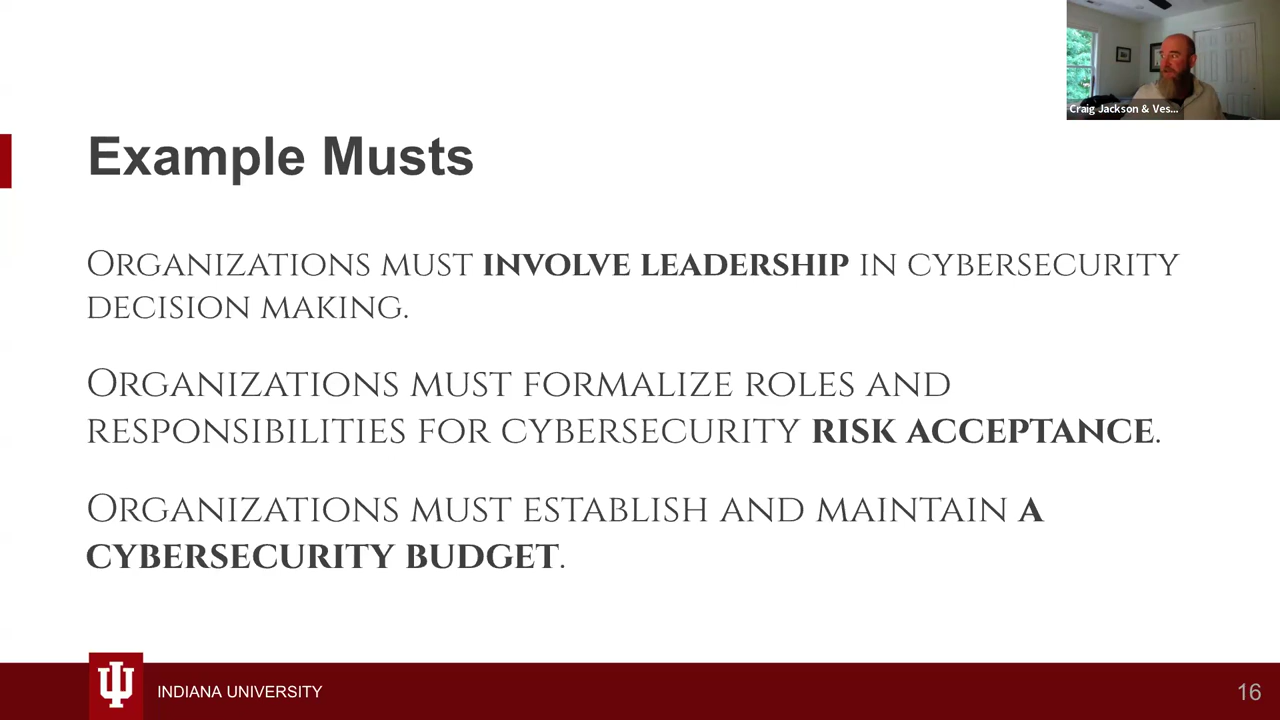 Craig Jackson & Ves...
Example Musts
Organizations must involve leadership in cybersecurity
decision making.
Organizations must formalize roles and
responsibilities for cybersecurity risk acceptance.
Organizations must establish and maintain a
cybersecurity budget.
INDIANA UNIVERSITY
16